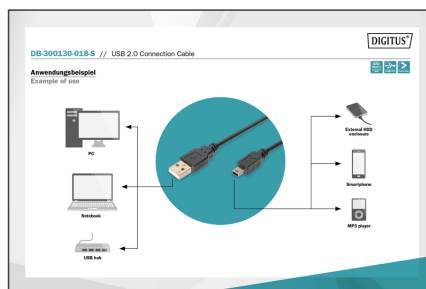 DIGITUS®
DB-300130-018-S // USB 2.0 Connection Cable
Anwendungsbeispiel
Example of use
PC
Notebook
USB hub
External HDD
enclosure
Smartphone
MP3 player